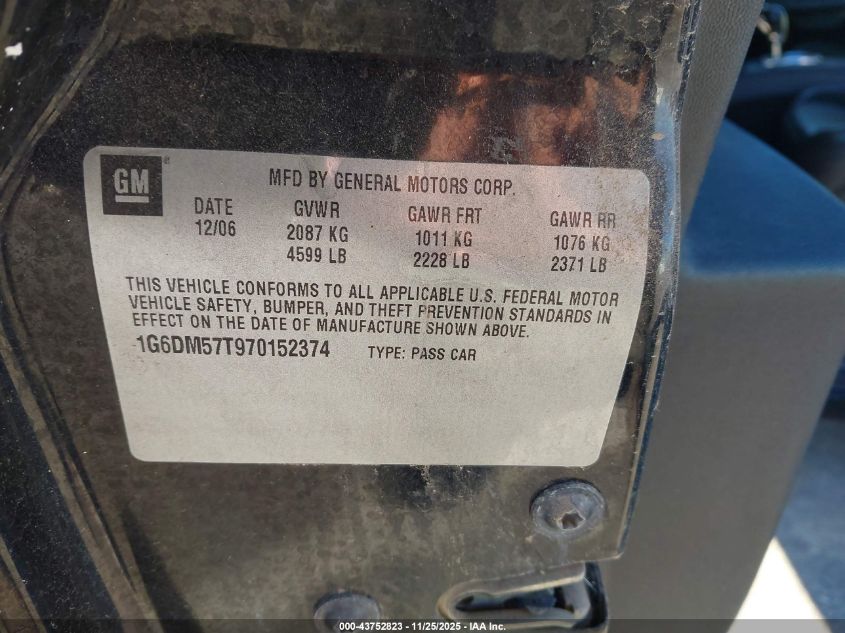 GM
MFD BY GENERAL MOTORS CORP.
DATE GVWR GAWR FRT GAWR RR
12/06 2087 KG 1011 KG 1076 KG
4599 LB 2228 LB 2371 LB
THIS VEHICLE CONFORMS TO ALL APPLICABLE U.S. FEDERAL MOTOR
VEHICLE SAFETY, BUMPER, AND THEFT PREVENTION STANDARDS IN
EFFECT ON THE DATE OF MANUFACTURE SHOWN ABOVE.
1G6DM57T970152374 TYPE: PASS CAR
000-43752823 - 11/25/2025 - IAA Inc.